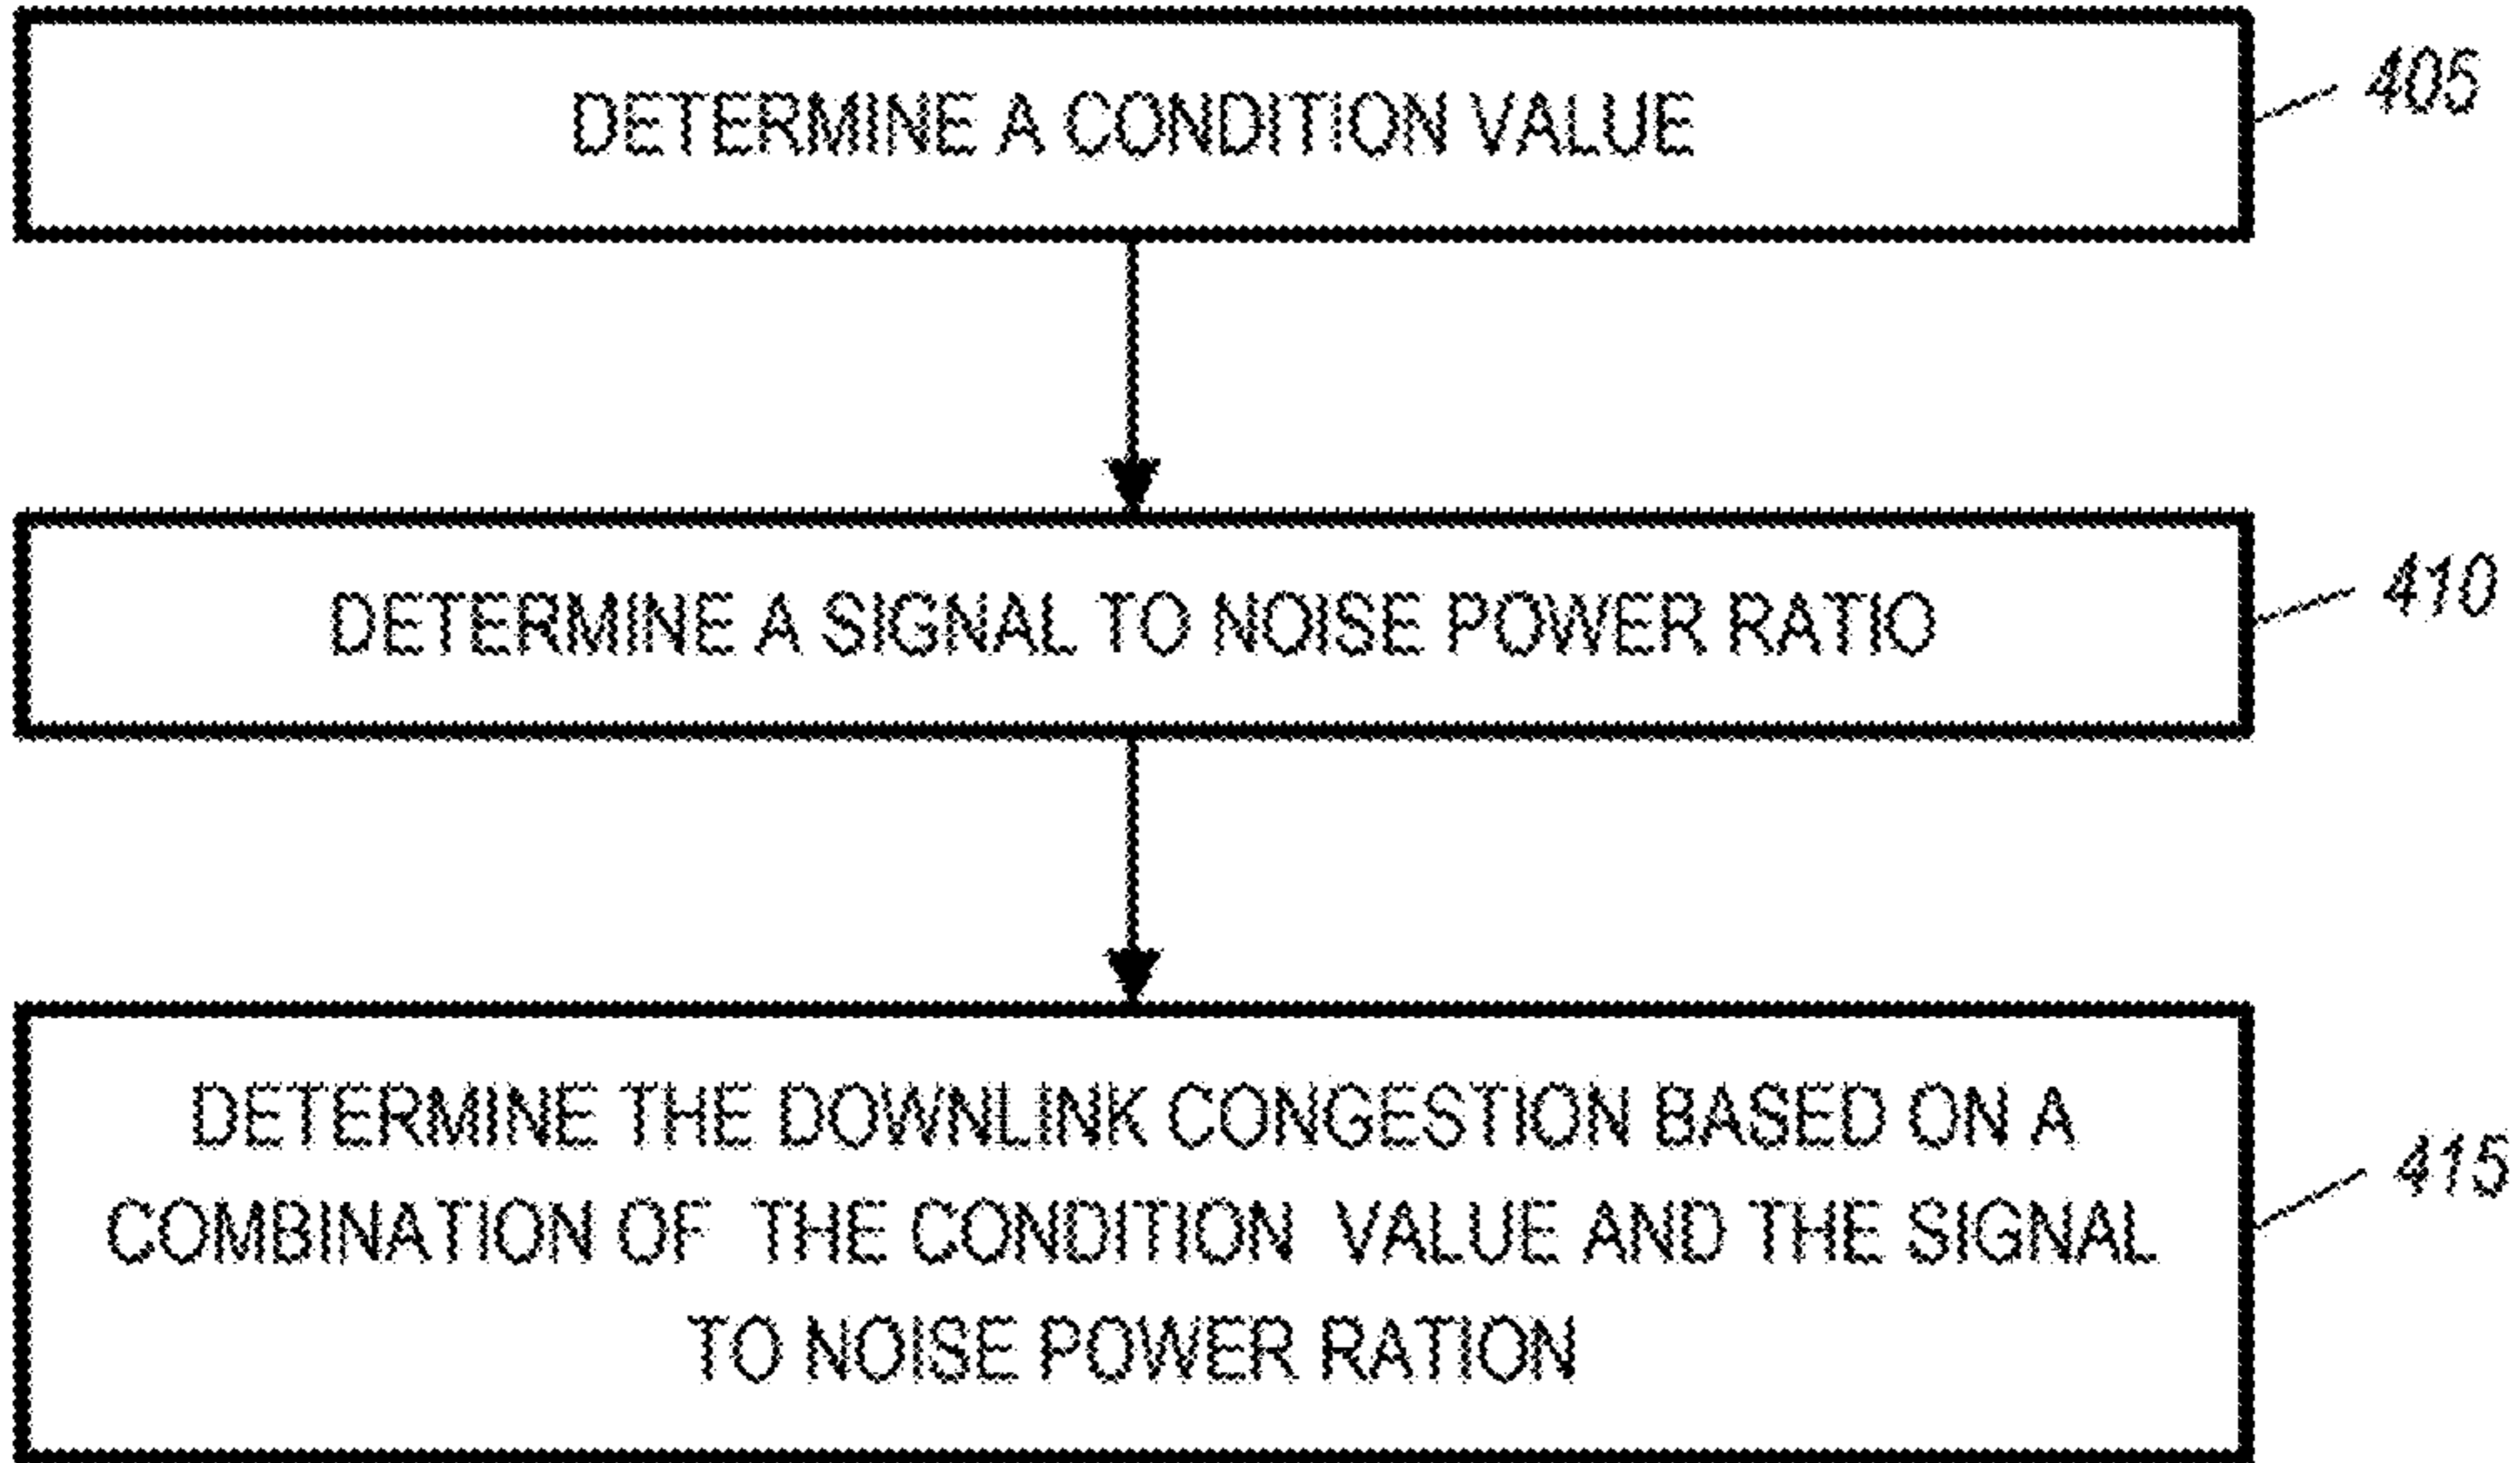 DETERMINE A CONDITION VALUE
405
DETERMINE A SIGNAL TO NOISE POWER RATIO
410
DETERMINE THE DOWNLINK CONGESTION BASED ON A
COMBINATION OF THE CONDITION VALUE AND THE SIGNAL
TO NOISE POWER RATION
415